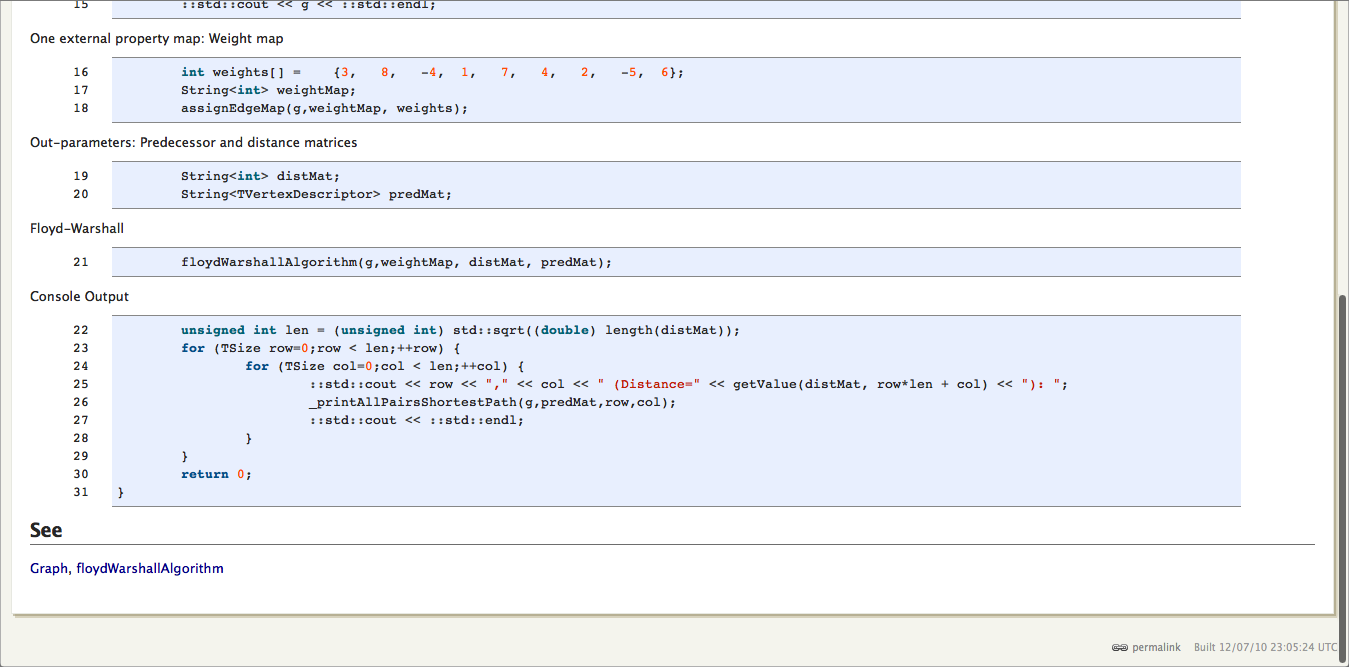 15 ::std::cout << g << ::std::endl;
One external property map: Weight map
16 int weights[] = {3, 8, -4, 1, 7, 4, 2, -5, 6};
17 String<int> weightMap;
18 assignEdgeMap(g,weightMap, weights);
Out-parameters: Predecessor and distance matrices
19 String<int> distMat;
20 String<TVertexDescriptor> predMat;
Floyd-Warshall
21 floydWarshallAlgorithm(g,weightMap, distMat, predMat);
Console Output
22 unsigned int len = (unsigned int) std::sqrt((double) length(distMat));
23 for (TSize row=0;row < len;++row) {
24 for (TSize col=0;col < len;++col) {
25 ::std::cout << row << "," << col << " (Distance=" << getValue(distMat, row*len + col) << "): ";
26 _printAllPairsShortestPath(g,predMat,row,col);
27 ::std::cout << ::std::endl;
28 }
29 }
30 return 0;
31 }
See
Graph, floydWarshallAlgorithm
permalink Built 12/07/10 23:05:24 UTC